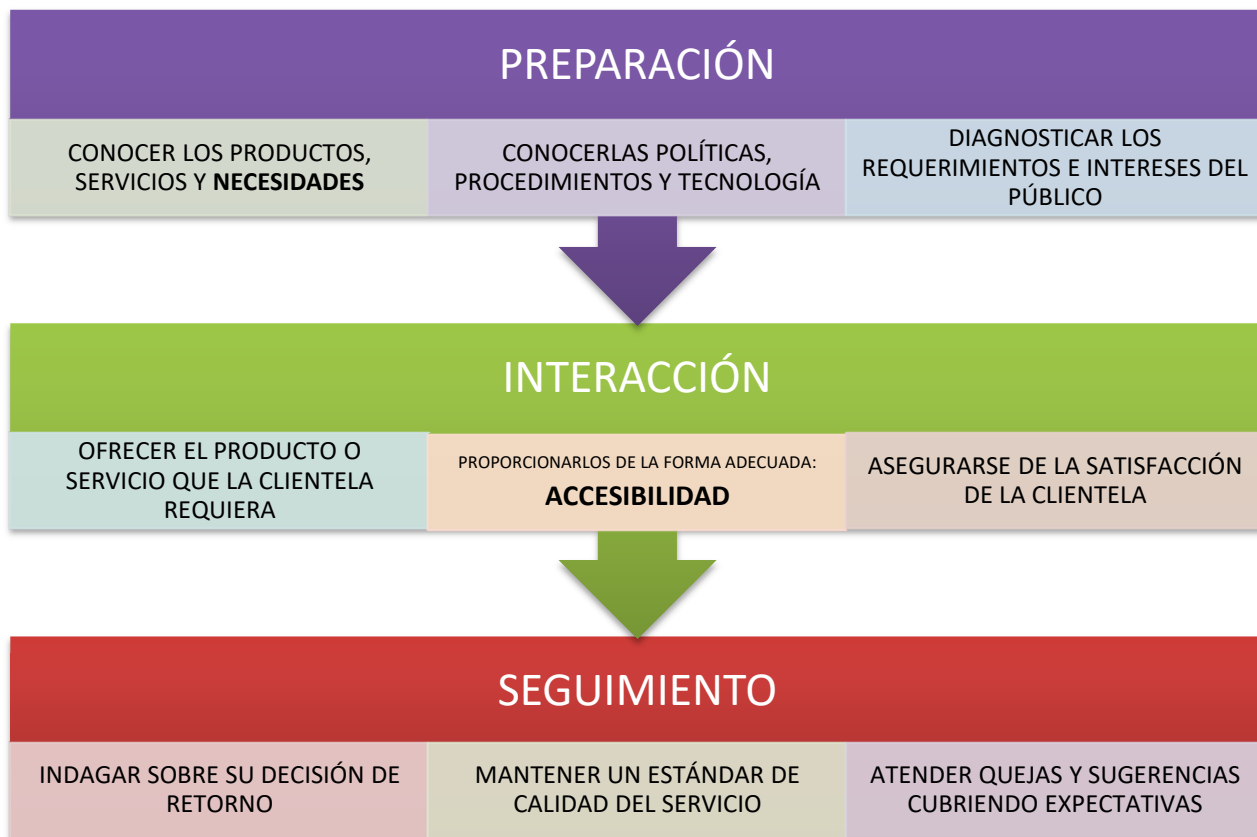 PREPARACIÓN
CONOCER LOS PRODUCTOS,
SERVICIOS Y NECESIDADES
CONOCERLAS POLÍTICAS,
PROCEDIMIENTOS Y TECNOLOGÍA
DIAGNOSTICAR LOS
REQUERIMIENTOS E INTERESES DEL
PÚBLICO
INTERACCIÓN
OFRECER EL PRODUCTO O
SERVICIO QUE LA CLIENTELA
REQUIERA
PROPORCIONARLOS DE LA FORMA ADECUADA:
ACCESIBILIDAD
ASEGURARSE DE LA SATISFACCIÓN
DE LA CLIENTELA
SEGUIMIENTO
INDAGAR SOBRE SU DECISIÓN DE
RETORNO
MANTENER UN ESTÁNDAR DE
CALIDAD DEL SERVICIO
ATENDER QUEJAS Y SUGERENCIAS
CUBRIENDO EXPECTATIVAS